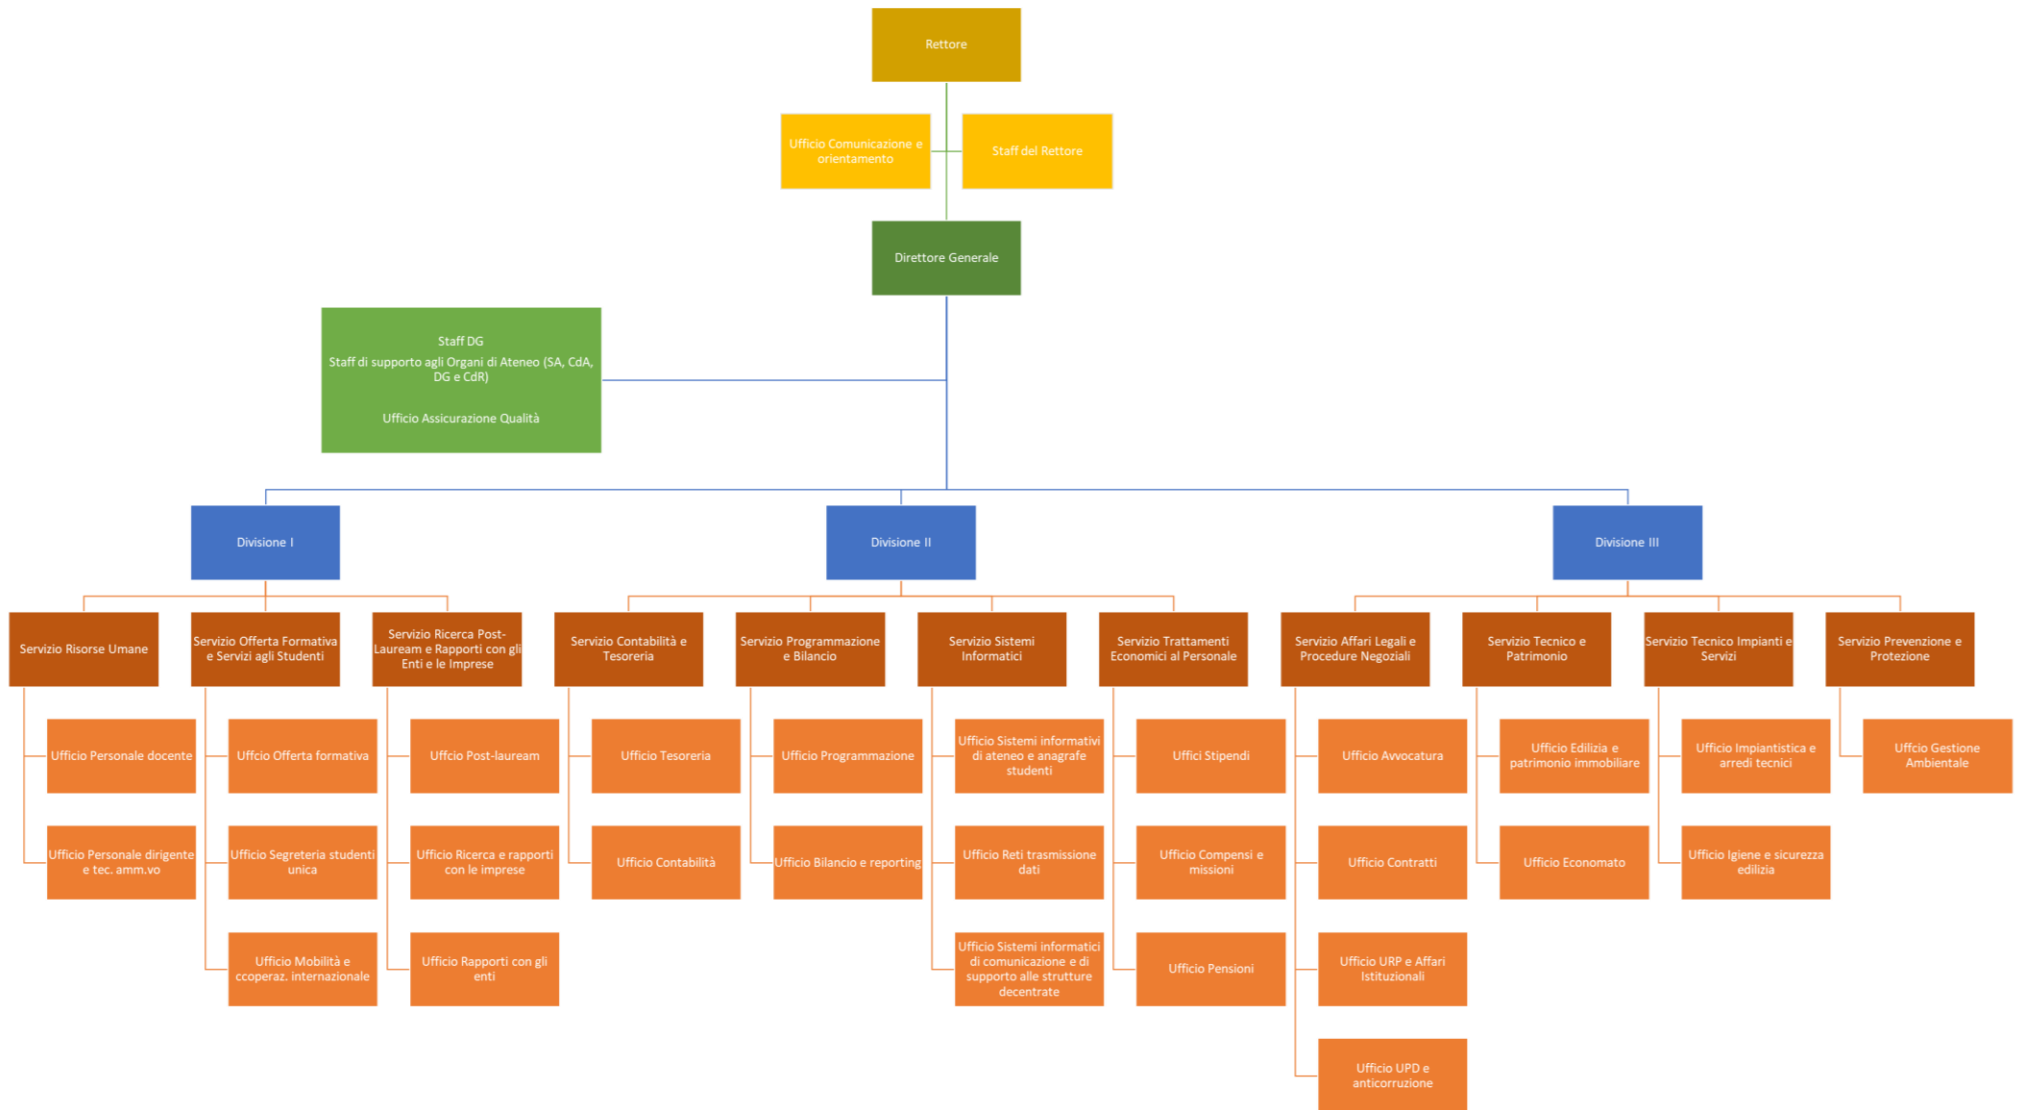 Rettore
Ufficio Comunicazione e
orientamento
Staff del Rettore
Direttore Generale
Staff DG
Staff di supporto agli Organi di Ateneo (SA, CdA,
DG e CdR)
Ufficio Assicurazione Qualità
Divisione I
Divisione II
Divisione III
Servizio Risorse Umane
Servizio Offerta Formativa
e Servizi agli Studenti
Servizio Ricerca Post-
Lauream e Rapporti con gli
Enti e le Imprese
Servizio Contabilità e
Tesoreria
Servizio Programmazione
e Bilancio
Servizio Sistemi
Informatici
Servizio Trattamenti
Economici al Personale
Servizio Affari Legali e
Procedure Negoziali
Servizio Tecnico e
Patrimonio
Servizio Tecnico Impianti e
Servizi
Servizio Prevenzione e
Protezione
Ufficio Personale docente
Uffcio Offerta formativa
Ufficio Post-lauream
Ufficio Tesoreria
Ufficio Programmazione
Ufficio Sistemi informativi
di ateneo e anagrafe
studenti
Uffici Stipendi
Ufficio Avvocatura
Ufficio Edilizia e
patrimonio immobiliare
Ufficio Impiantistica e
arredi tecnici
Uffcio Gestione
Ambientale
Ufficio Personale dirigente
e tec. amm.vo
Ufficio Segreteria studenti
unica
Ufficio Ricerca e rapporti
con le imprese
Ufficio Contabilità
Ufficio Bilancio e reporting
Ufficio Reti trasmissione
dati
Ufficio Compensi e
missioni
Ufficio Contratti
Ufficio Economato
Ufficio Igiene e sicurezza
edilizia
Ufficio Mobilità e
ccoperaz. internazionale
Ufficio Rapporti con gli
enti
Ufficio Sistemi informatici
di comunicazione e di
supporto alle strutture
decentrate
Ufficio Pensioni
Ufficio URP e Affari
Istituzionali
Ufficio UPD e
anticorruzione